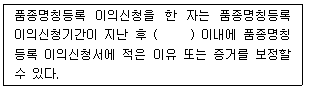 품종명칭등록 이의신청을 한 자는 품종명칭등록
이의신청기간이 지난 후 (      ) 이내에 품종명칭
등록 이의신청서에 적은 이유 또는 증거를 보정할
수 있다.